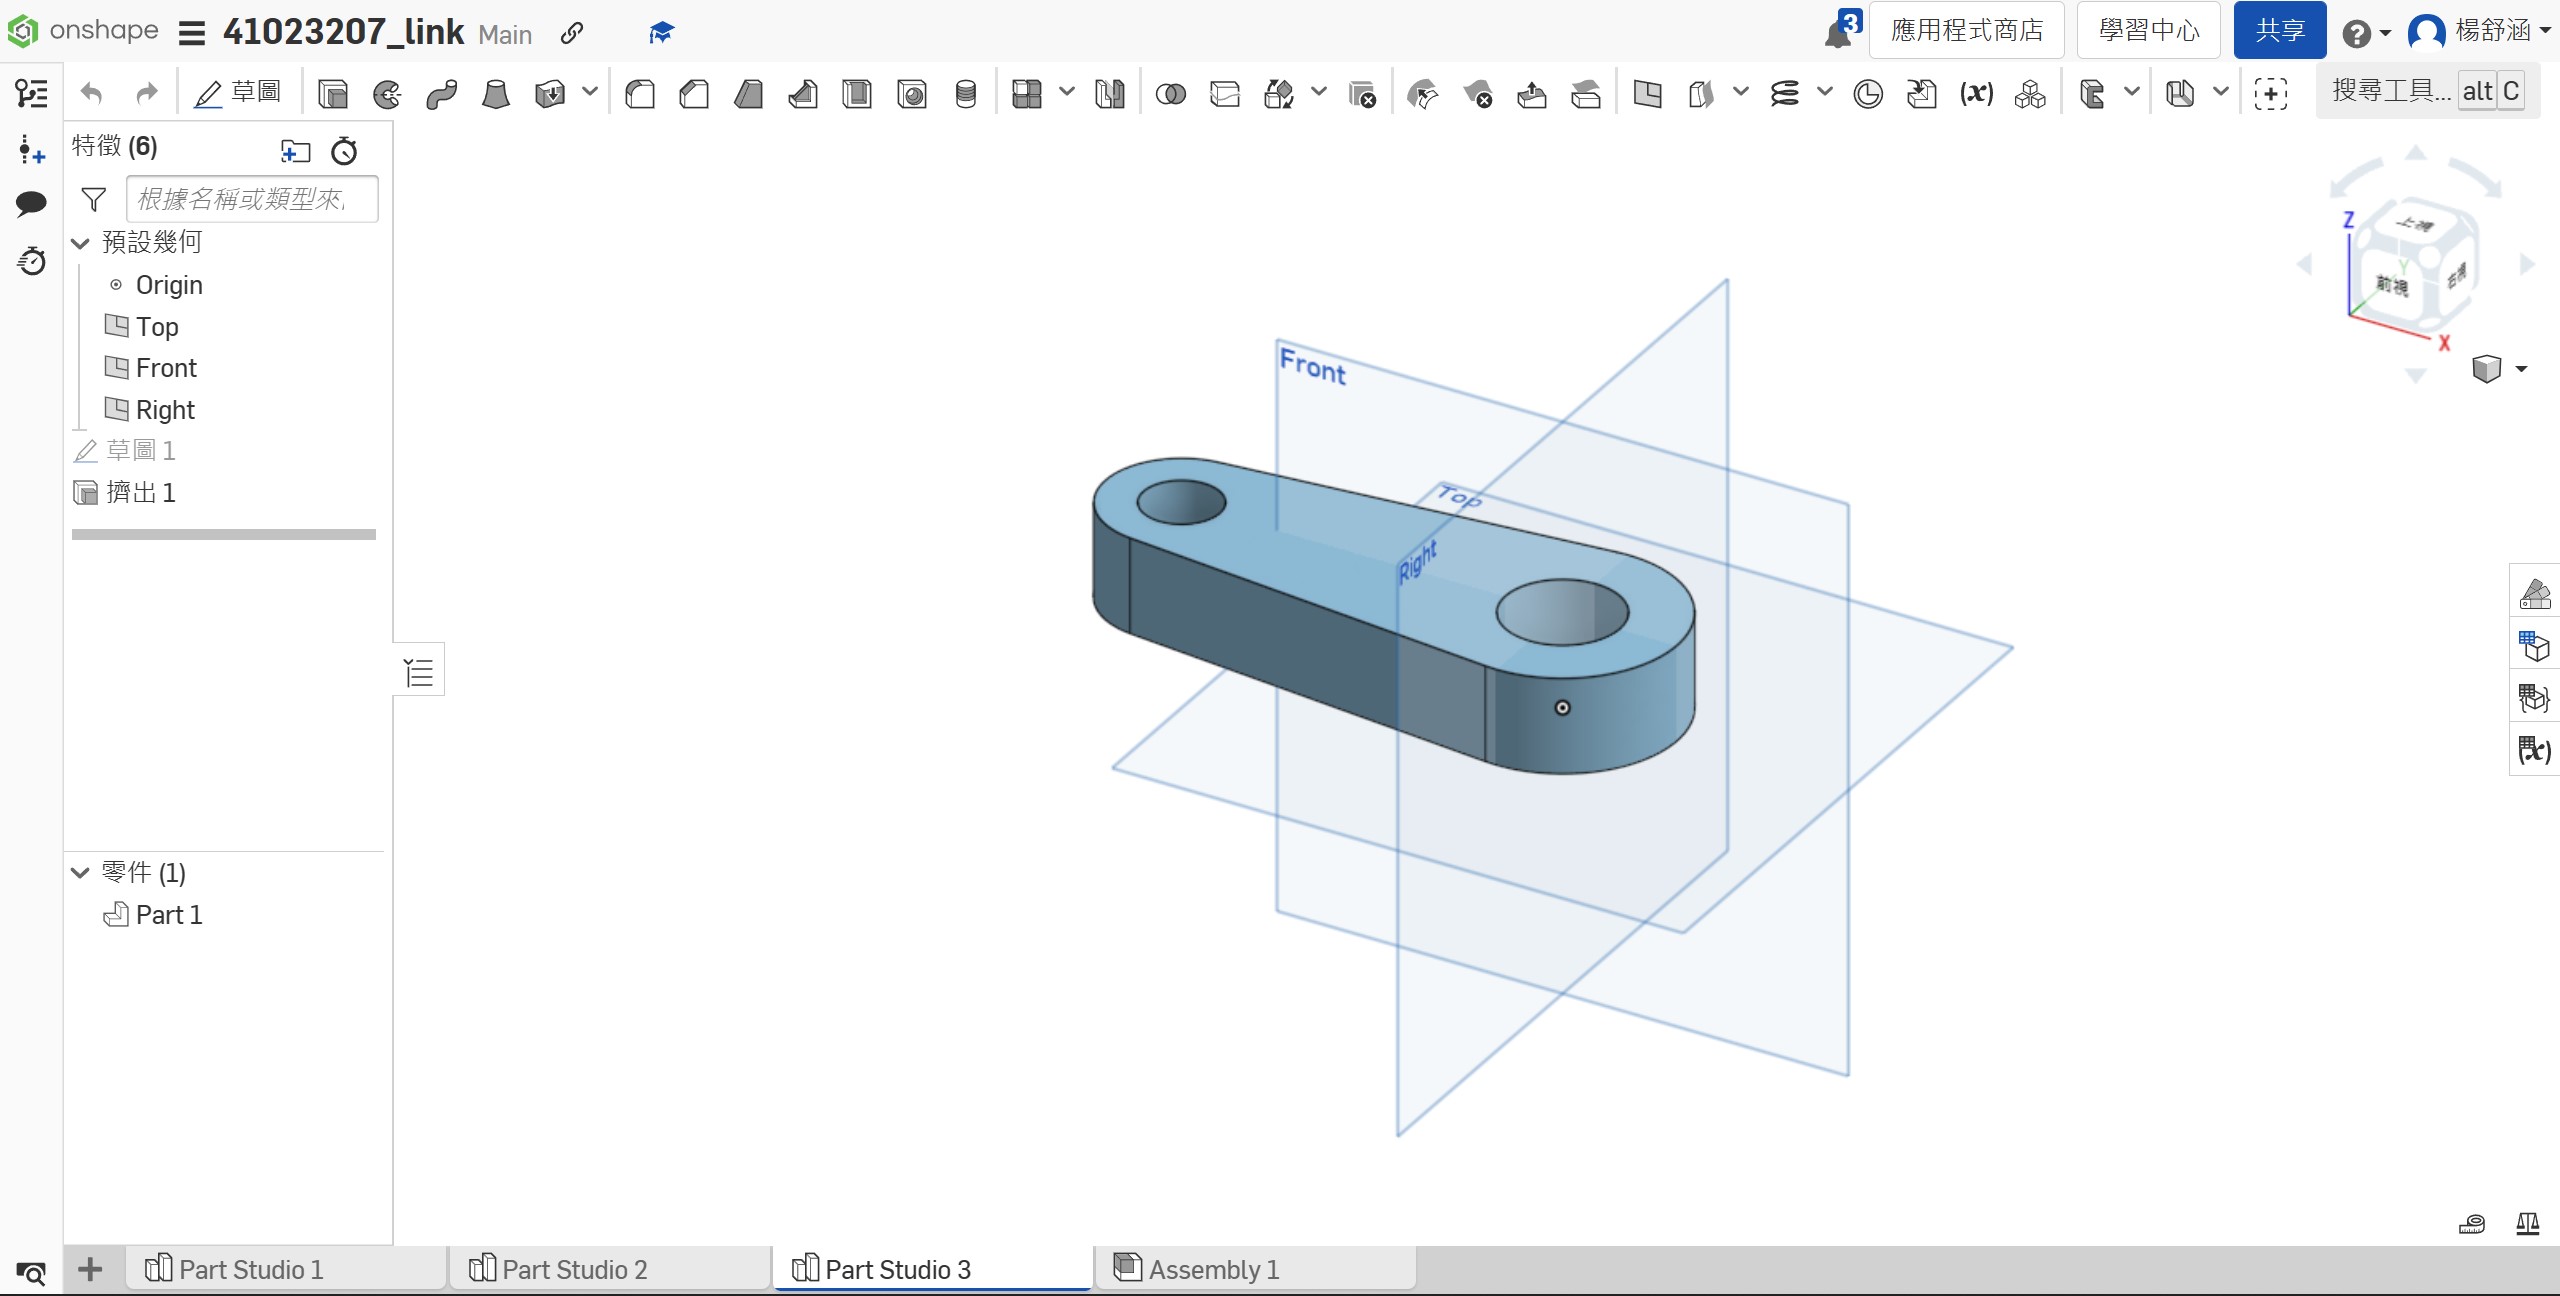 onshape
41023207_link Main
3
應用程式商店
學習中心
共享
楊舒涵
草圖
(x)
搜尋工具... alt C
特徵 (6)
根據名稱或類型來
預設幾何
Origin
Top
Front
Right
草圖 1
擠出 1
零件 (1)
Part 1
Front
Top
Right
Z
上視
Y
前視
右視
X
(x)
Part Studio 1
Part Studio 2
Part Studio 3
Assembly 1